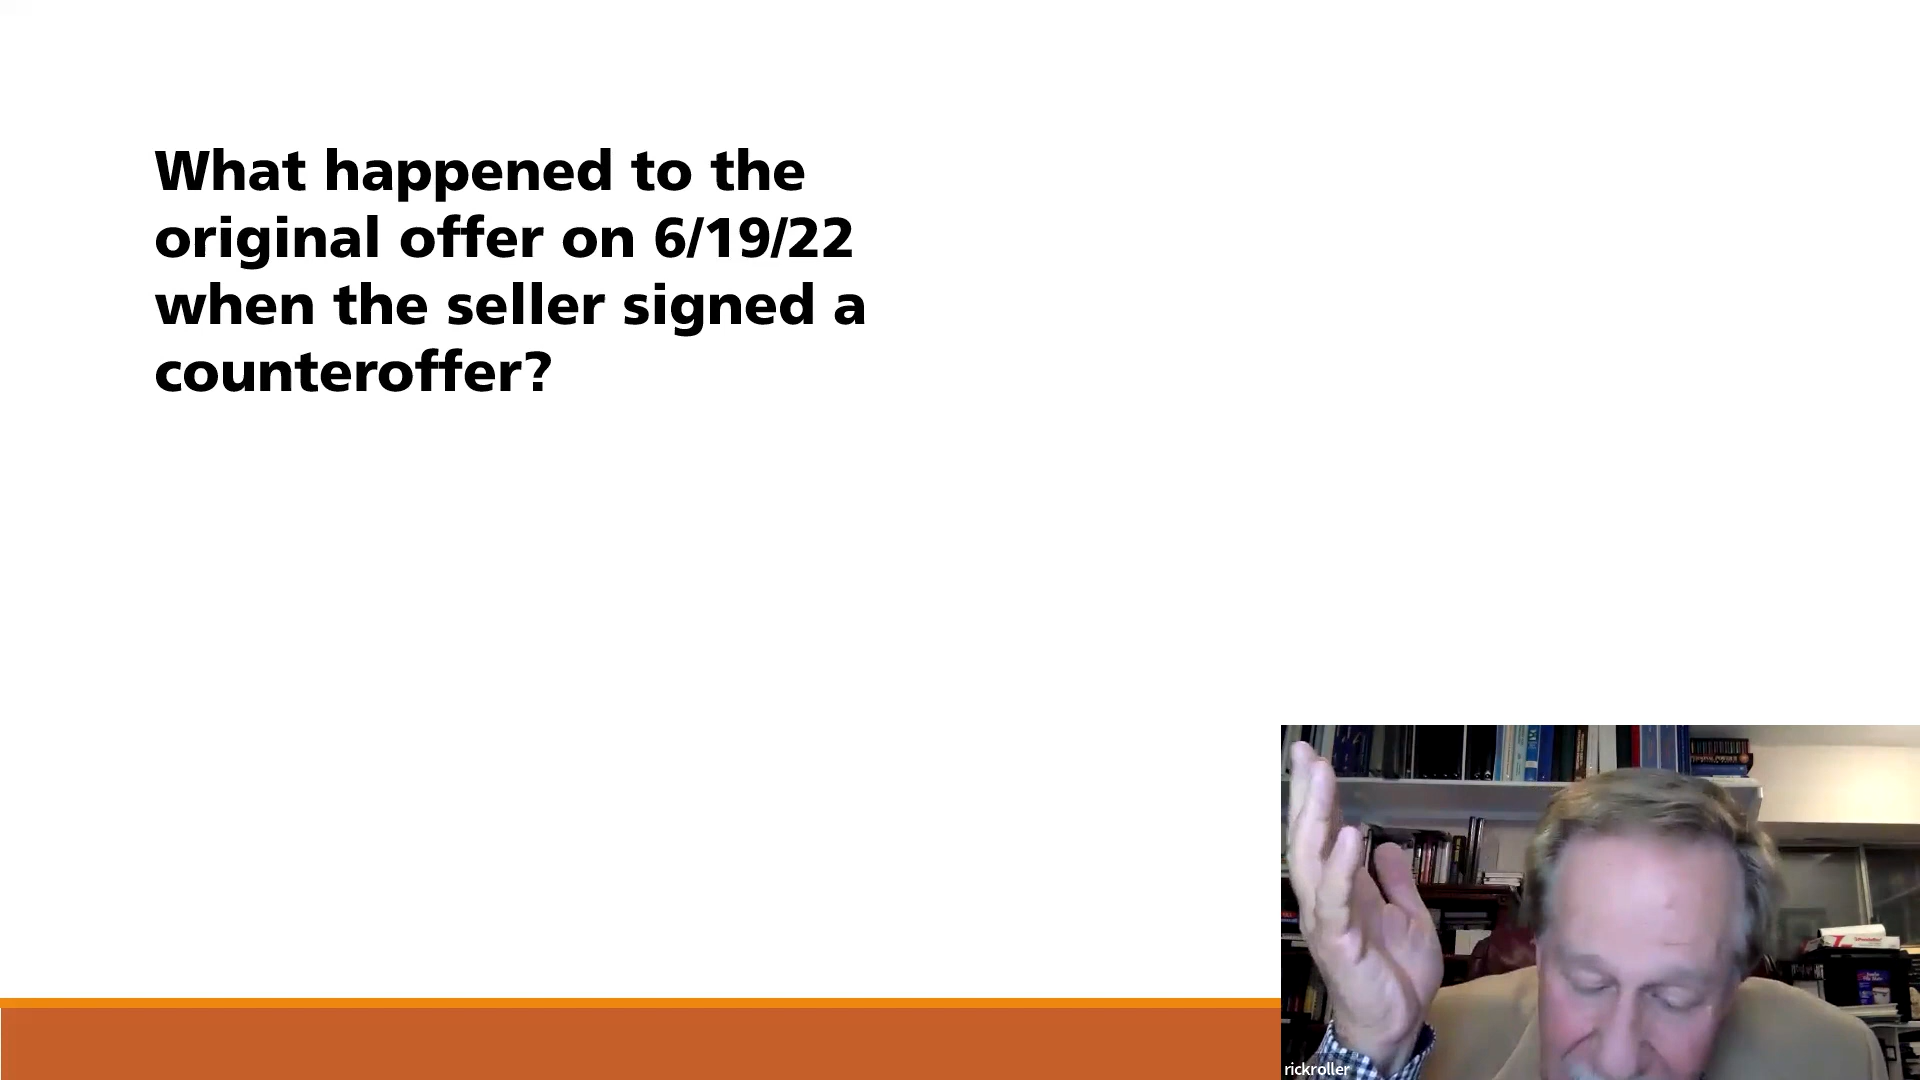 What happened to the
original offer on 6/19/22
when the seller signed a
counteroffer?
rickroller